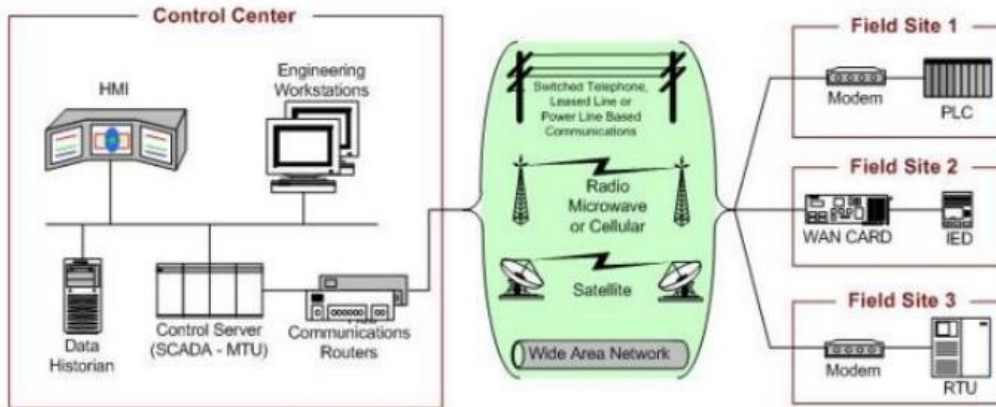 Control Center
HMI
Engineering
Workstations
Data
Historian
Control Server
(SCADA - MTU)
Communications
Routers
Switched Telephone,
Leased Line or
Power Line Based
Communications
Radio
Microwave
or Cellular
Satellite
Wide Area Network
Field Site 1
Modem
PLC
Field Site 2
WAN CARD
IED
Field Site 3
Modem
RTU